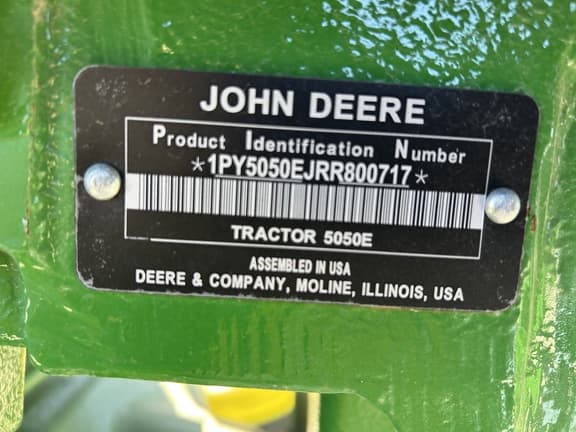 JOHN DEERE
Product Identification Number
*1PY5050EJRR800717*
TRACTOR 5050E
ASSEMBLED IN USA
DEERE & COMPANY, MOLINE, ILLINOIS, USA